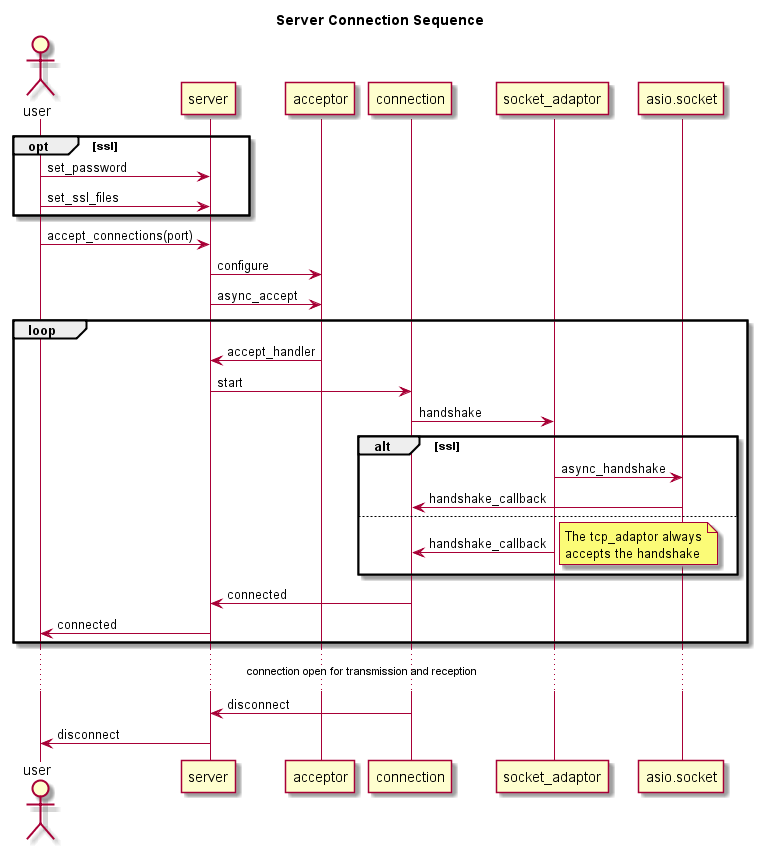 Server Connection Sequence
user
server
acceptor
connection
socket_adaptor
asio.socket
opt
[ssl]
set_password
set_ssl_files
accept_connections(port)
configure
async_accept
loop
accept_handler
start
handshake
alt
[ssl]
async_handshake
handshake_callback
handshake_callback
The tcp_adaptor always
accepts the handshake
connected
connected
connection open for transmission and reception
disconnect
disconnect
user
server
acceptor
connection
socket_adaptor
asio.socket